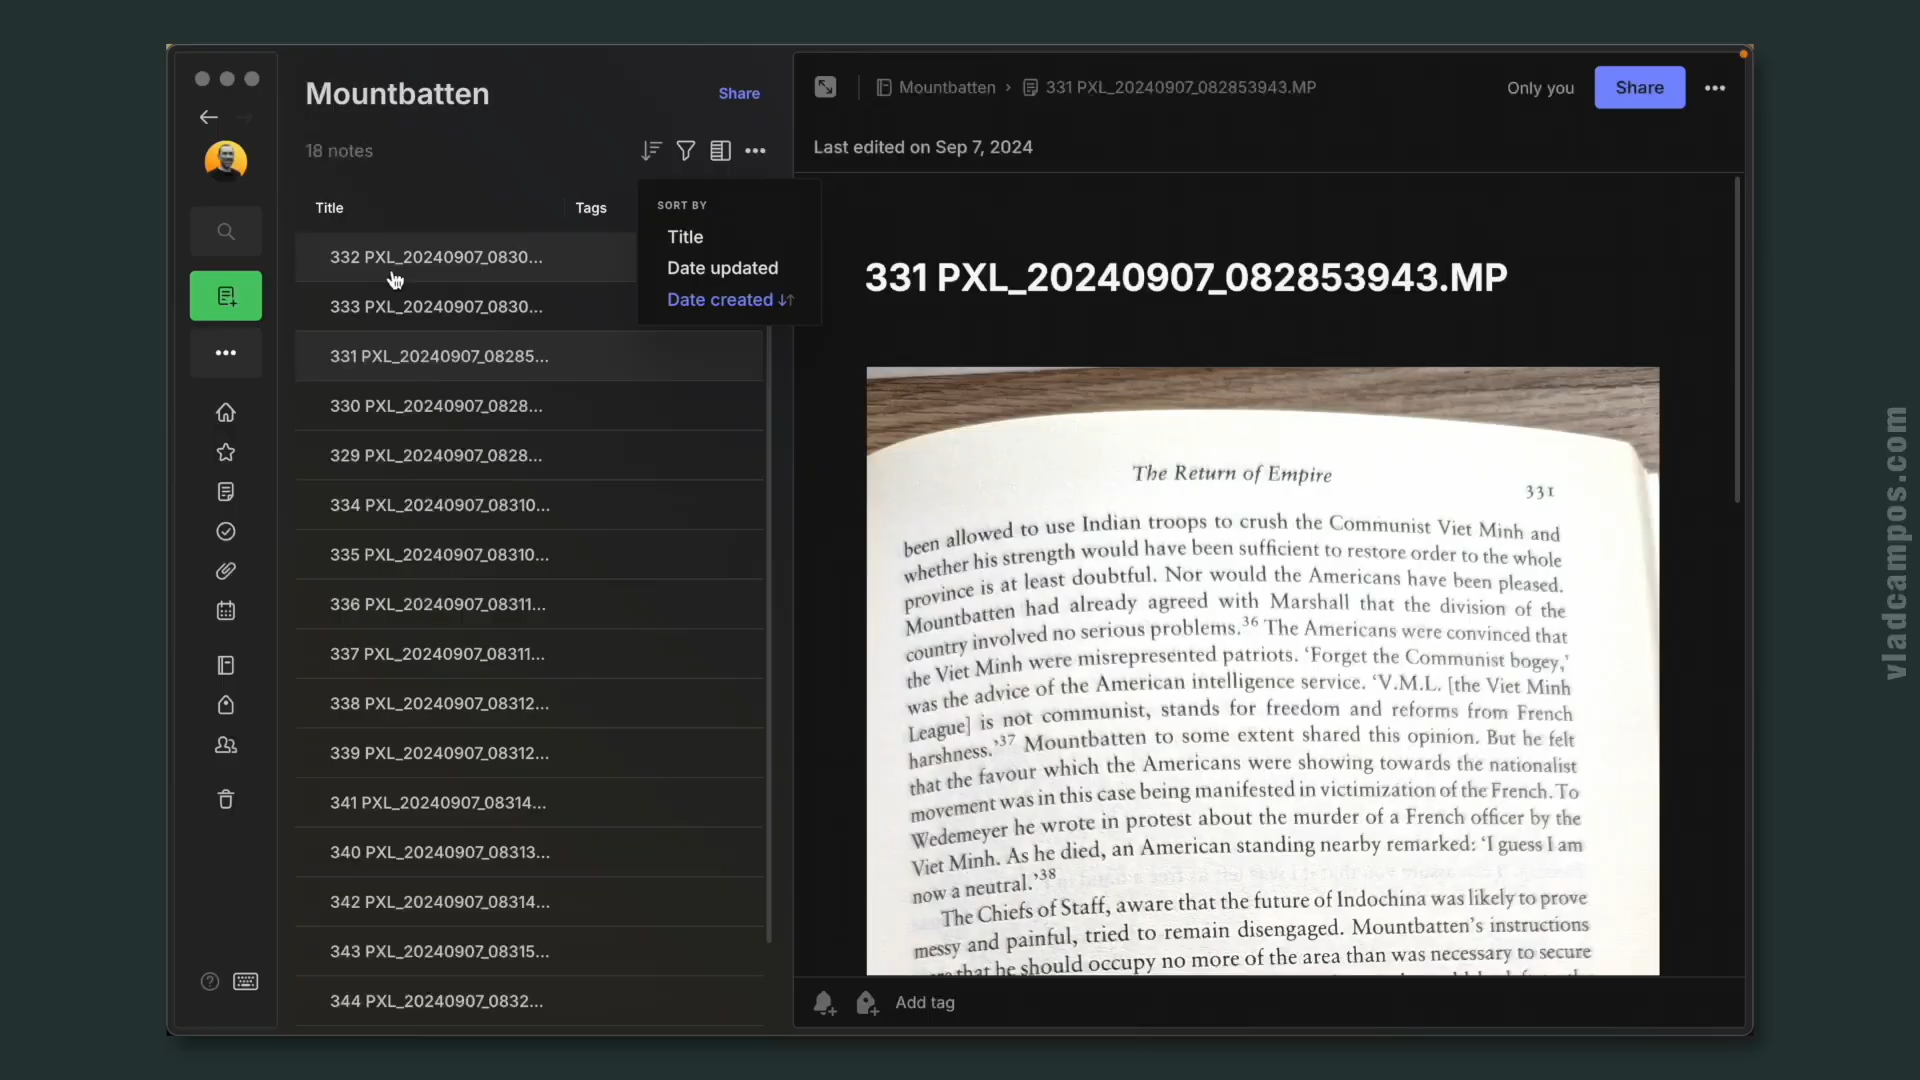 Mountbatten
Share
18 notes
Title
Tags
332 PXL_20240907_0830...
333 PXL_20240907_0830...
331 PXL_20240907_08285...
330 PXL_20240907_0828...
329 PXL_20240907_0828...
334 PXL_20240907_08310...
335 PXL_20240907_08310...
336 PXL_20240907_08311...
337 PXL_20240907_08311...
338 PXL_20240907_08312...
339 PXL_20240907_08312...
341 PXL_20240907_08314...
340 PXL_20240907_08313...
342 PXL_20240907_08314...
343 PXL_20240907_08315...
344 PXL_20240907_0832...
SORT BY
Title
Date updated
Date created
Mountbatten › 331 PXL_20240907_082853943.MP
Only you
Share
Last edited on Sep 7, 2024
331 PXL_20240907_082853943.MP
The Return of Empire
331
been allowed to use Indian troops to crush the Communist Viet Minh and
whether his strength would have been sufficient to restore order to the whole
province is at least doubtful. Nor would the Americans have been pleased.
Mountbatten had already agreed with Marshall that the division of the
country involved no serious problems.³⁶ The Americans were convinced that
the Viet Minh were misrepresented patriots. ‘Forget the Communist bogey,’
was the advice of the American intelligence service. ‘V.M.L. [the Viet Minh
League] is not communist, stands for freedom and reforms from French
harshness.’³⁷ Mountbatten to some extent shared this opinion. But he felt
that the favour which the Americans were showing towards the nationalist
movement was in this case being manifested in victimization of the French. To
Wedemeyer he wrote in protest about the murder of a French officer by the
Viet Minh. As he died, an American standing nearby remarked: ‘I guess I am
now a neutral.’³⁸
The Chiefs of Staff, aware that the future of Indochina was likely to prove
messy and painful, tried to remain disengaged. Mountbatten's instructions
that he should occupy no more of the area than was necessary to secure
Add tag
vladcampos.com